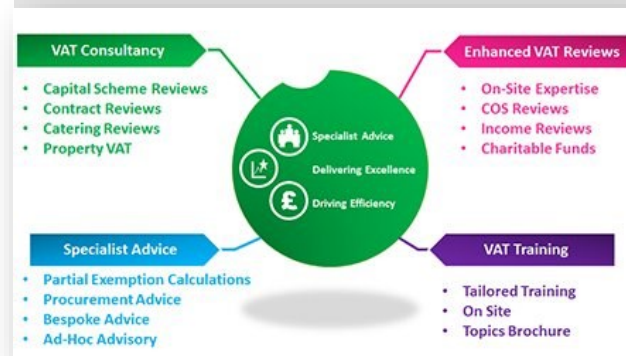 VAT Consultancy
• Capital Scheme Reviews
• Contract Reviews
• Catering Reviews
• Property VAT
Enhanced VAT Reviews
• On-Site Expertise
• COS Reviews
• Income Reviews
• Charitable Funds
Specialist Advice
Delivering Excellence
£ Driving Efficiency
Specialist Advice
• Partial Exemption Calculations
• Procurement Advice
• Bespoke Advice
• Ad-Hoc Advisory
VAT Training
• Tailored Training
• On Site
• Topics Brochure